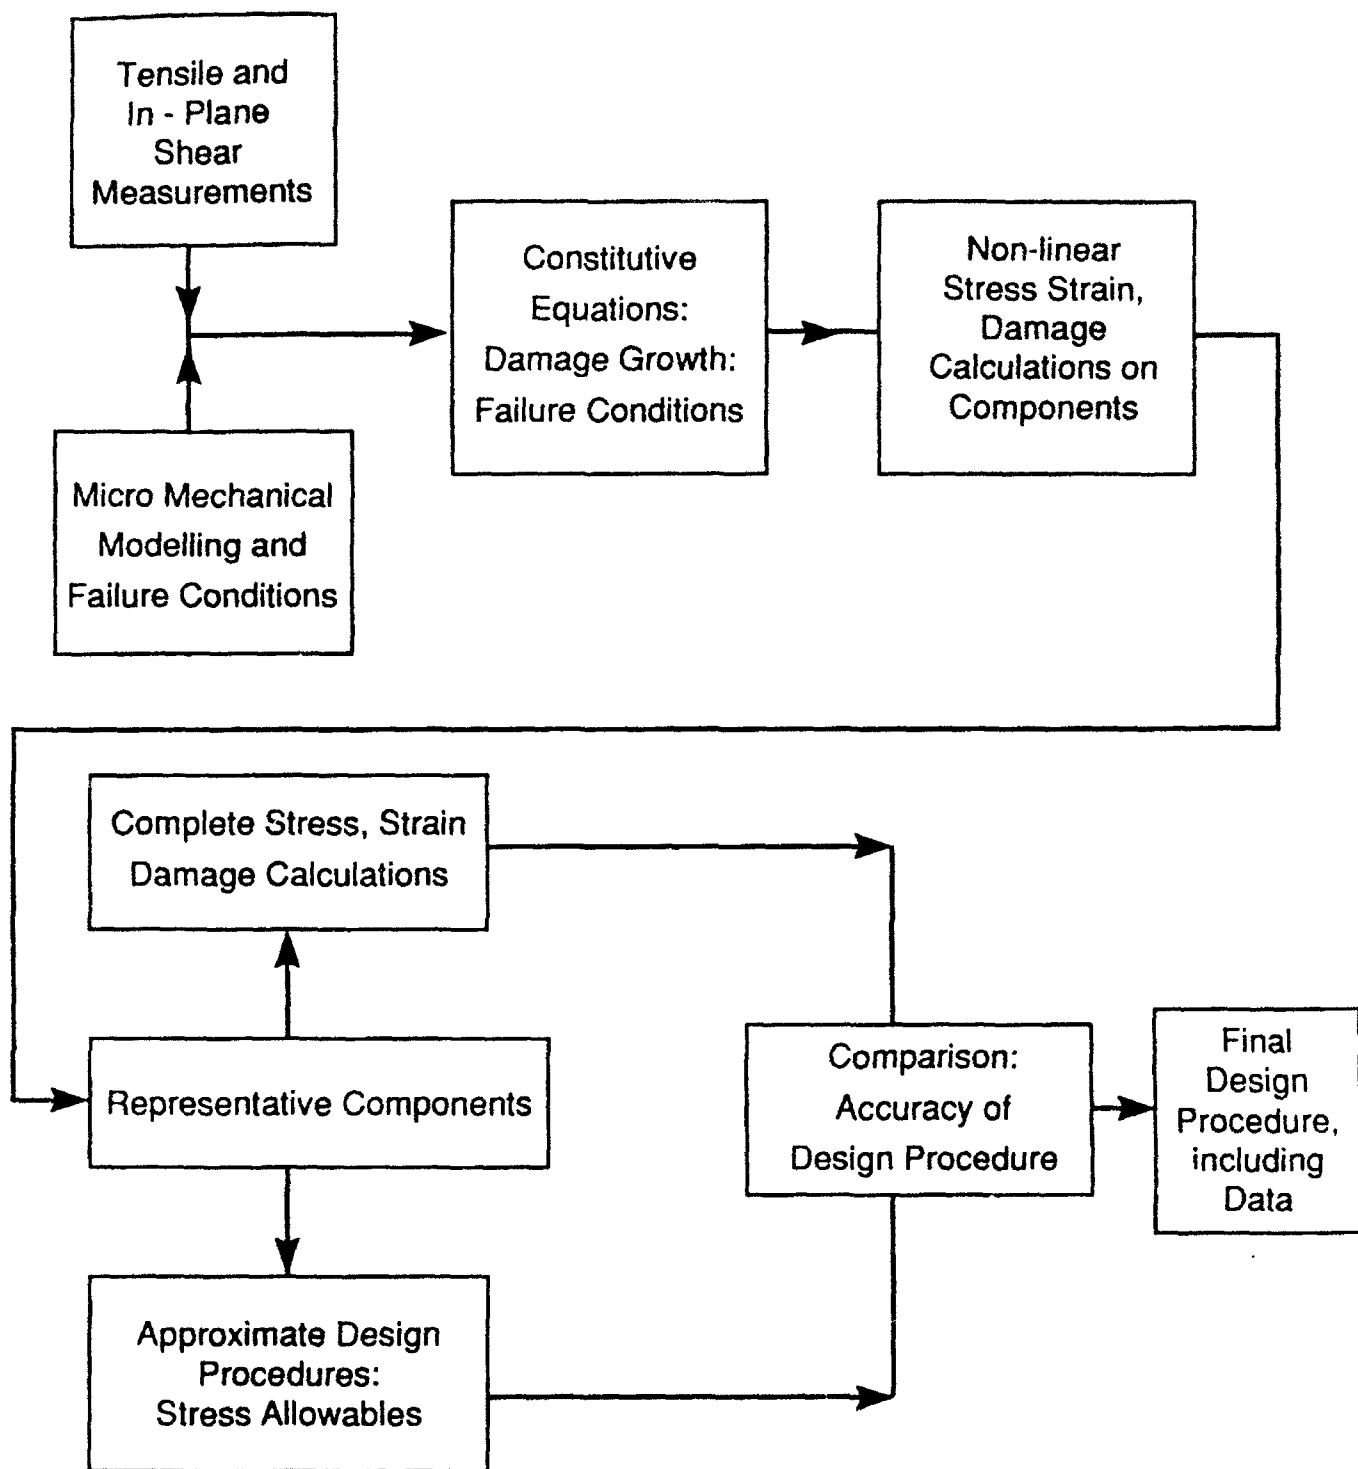 Tensile and
In - Plane
Shear
Measurements
Constitutive
Equations:
Damage Growth:
Failure Conditions
Non-linear
Stress Strain,
Damage
Calculations on
Components
Micro Mechanical
Modelling and
Failure Conditions
Complete Stress, Strain
Damage Calculations
Representative Components
Comparison:
Accuracy of
Design Procedure
Final
Design
Procedure,
including
Data
Approximate Design
Procedures:
Stress Allowables